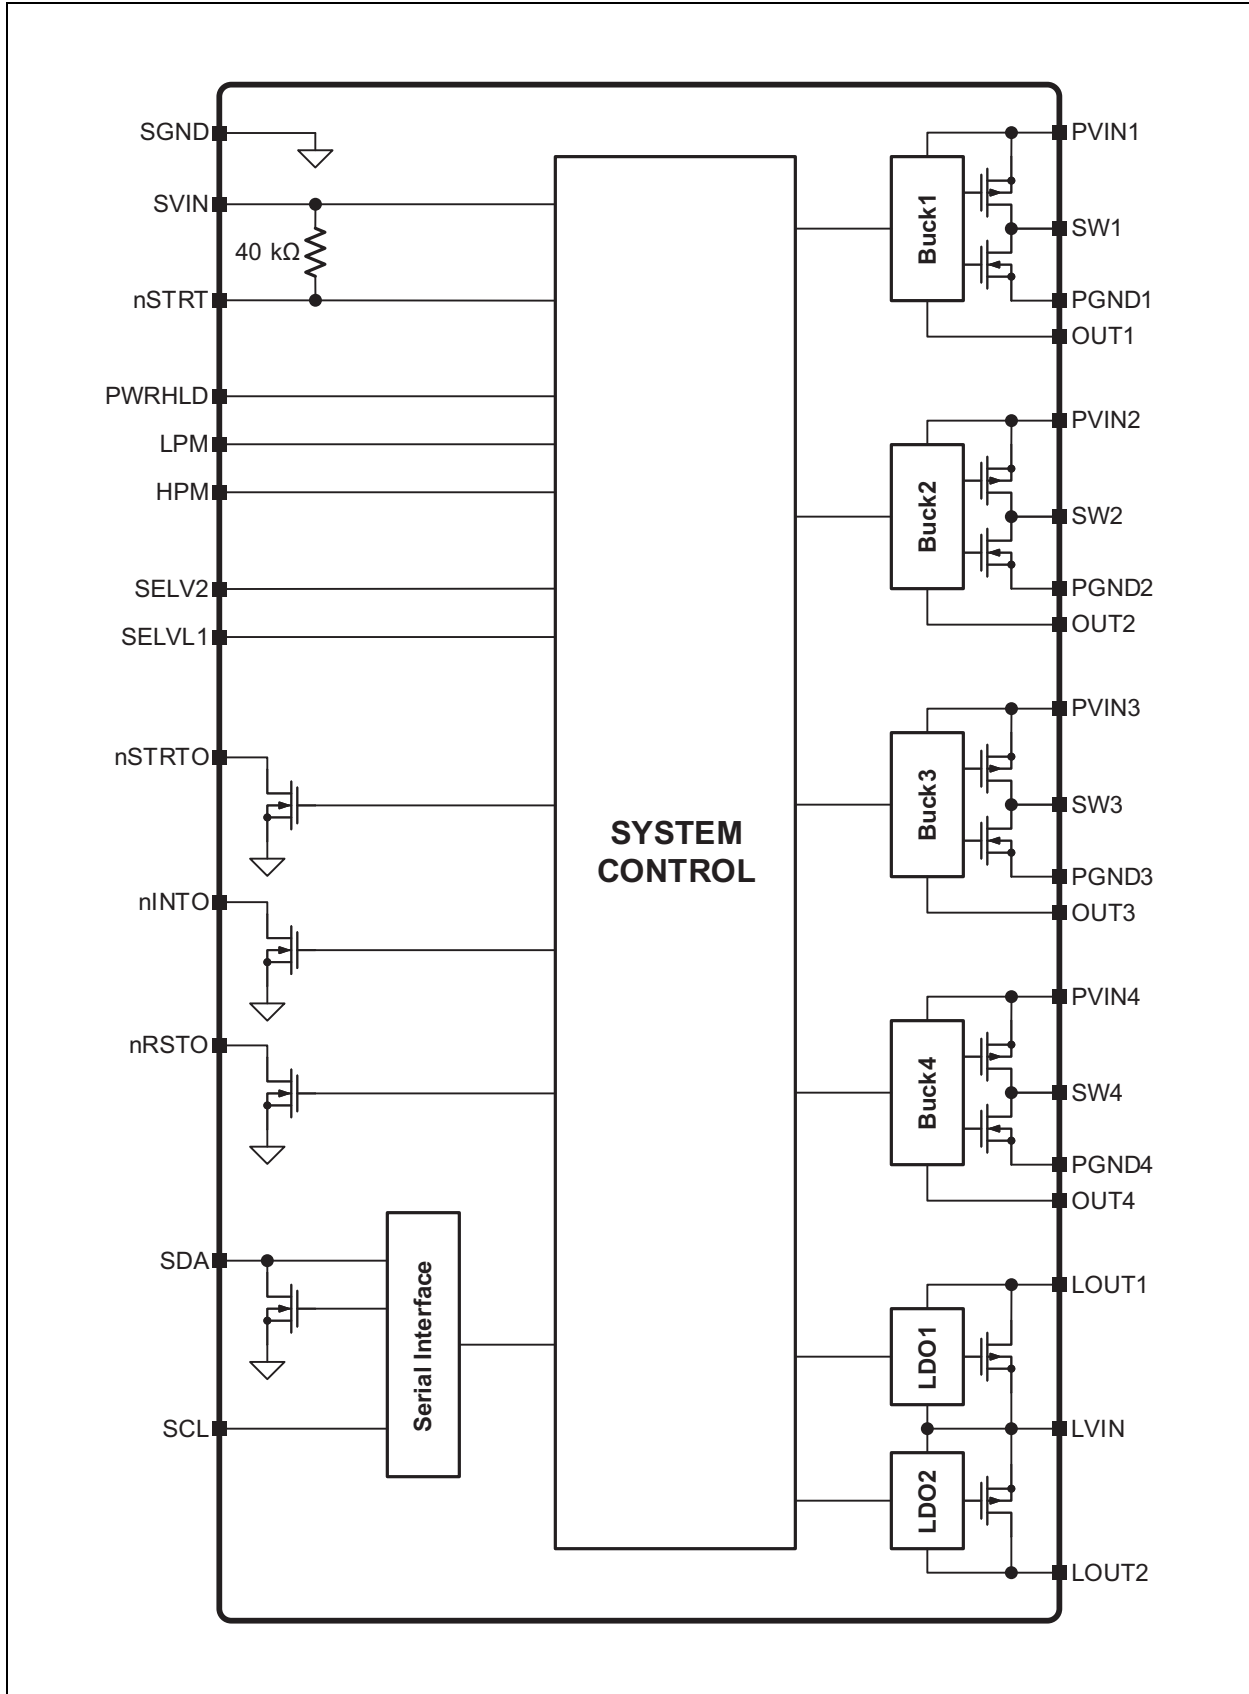 SGND
SVIN
40 kΩ
nSTRT
PWRHLD
LPM
HPM
SELV2
SELVL1
nSTRTO
nINTO
nRSTO
SDA
SCL
Serial Interface
SYSTEM
CONTROL
Buck1
PVIN1
SW1
PGND1
OUT1
Buck2
PVIN2
SW2
PGND2
OUT2
Buck3
PVIN3
SW3
PGND3
OUT3
Buck4
PVIN4
SW4
PGND4
OUT4
LDO1
LOUT1
LVIN
LDO2
LOUT2